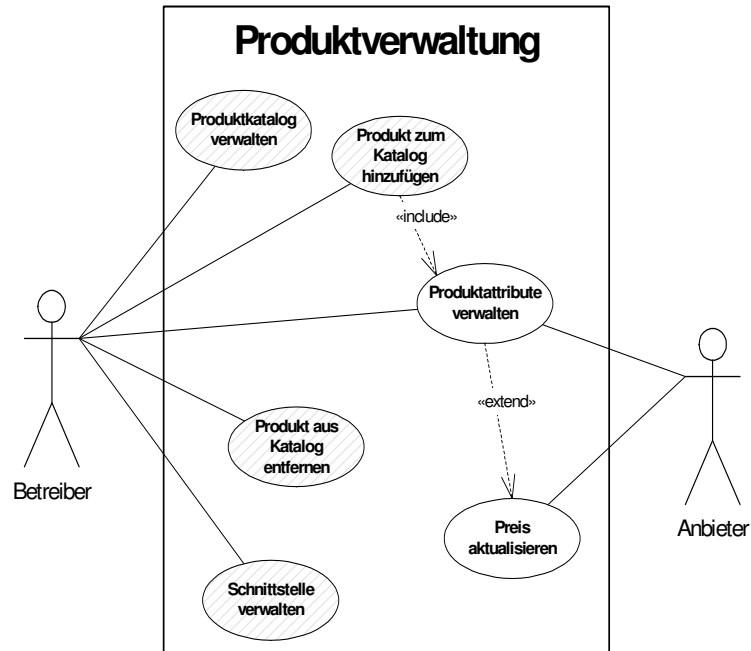 Produktverwaltung
Produktkatalog
verwalten
Produkt zum
Katalog
hinzufügen
«include»
Produktattribute
verwalten
«extend»
Produkt aus
Katalog
entfernen
Betreiber
Anbieter
Preis
aktualisieren
Schnittstelle
verwalten